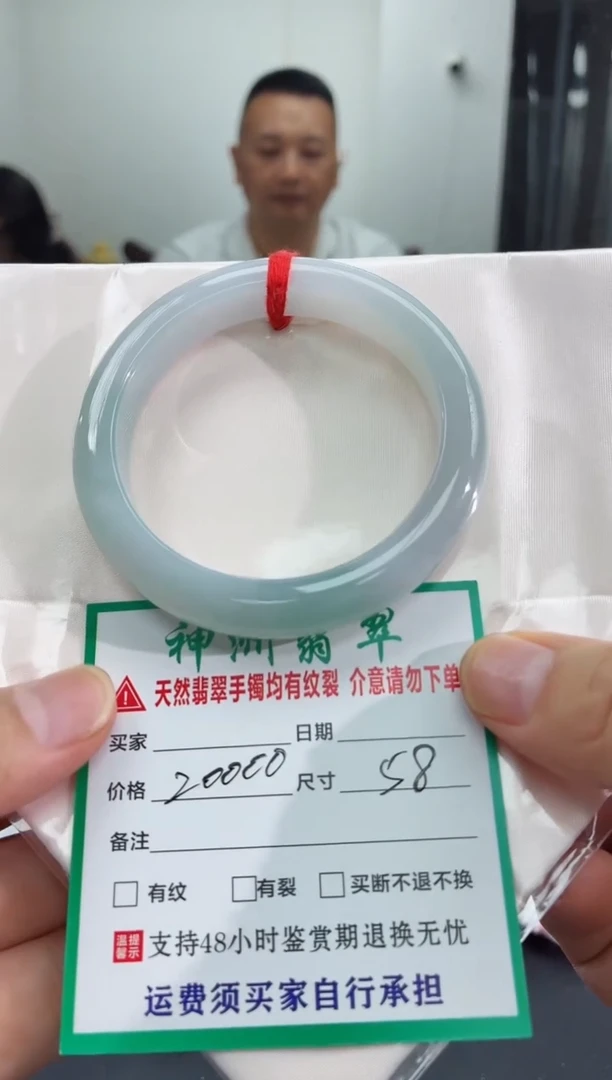 神洲翡翠
天然翡翠手镯均有纹裂 介意请勿下单
买家 日期
价格 20000 尺寸 58
备注
有纹 有裂 买断不退不换
温馨提示 支持48小时鉴赏期退换无忧
运费须买家自行承担